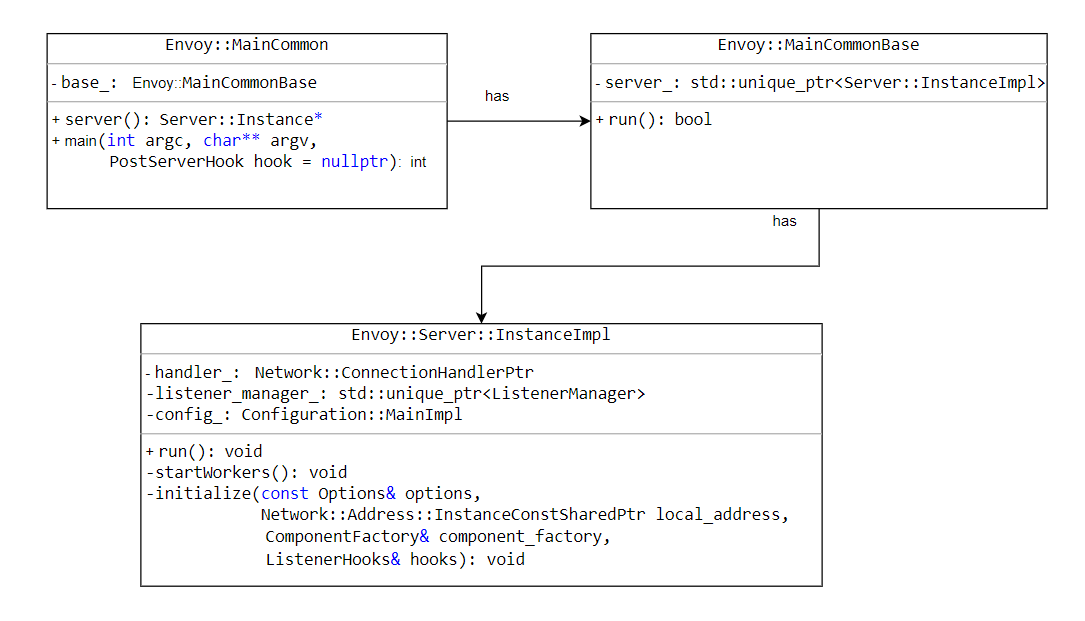 Envoy::MainCommon
- base_: Envoy::MainCommonBase
+ server(): Server::Instance*
+ main(int argc, char** argv,
PostServerHook hook = nullptr): int
has
Envoy::MainCommonBase
- server_: std::unique_ptr<Server::InstanceImpl>
+ run(): bool
has
Envoy::Server::InstanceImpl
- handler_: Network::ConnectionHandlerPtr
-listener_manager_: std::unique_ptr<ListenerManager>
-config_: Configuration::MainImpl
+ run(): void
-startWorkers(): void
-initialize(const Options& options,
Network::Address::InstanceConstSharedPtr local_address,
ComponentFactory& component_factory,
ListenerHooks& hooks): void